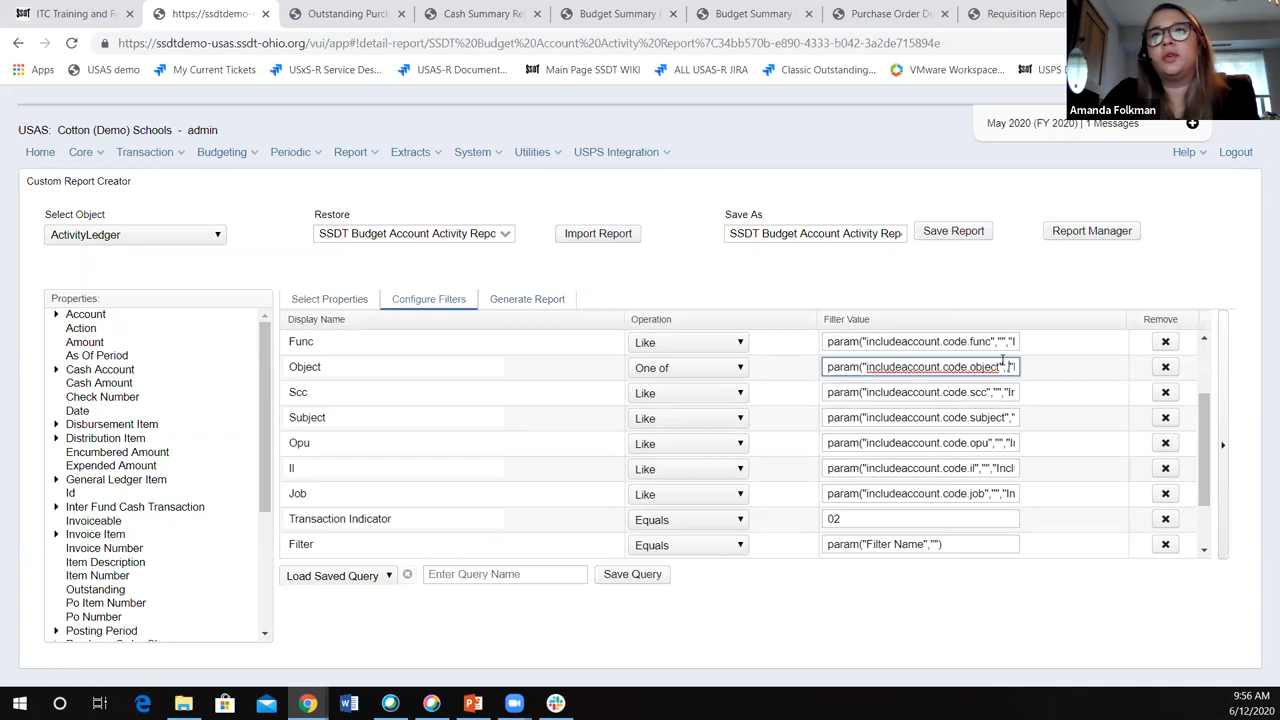 ITC Training and Re
https://ssdtdemo-us
Outstanding Purc
Cash Summary Re
Budget Summary
Budget Summary
Purchase Order D
Requisition Repor
https://ssdtdemo-usas.ssdt-ohio.org/vui/app#!detail-report/SSDT%20Budget%20Account%20Activity%20Report%7C34bb570b-e890-4333-b042-3a2de715894e
Apps
USAS demo
My Current Tickets
USxS-R Service Des...
USAS-R Document...
Main Page SSDT WIKI
ALL USAS-R JIRA
Classic Outstanding...
VMware Workspace...
USPS D
Amanda Folkman
USAS: Cotton (Demo) Schools - admin
May 2020 (FY 2020) | 1 Messages
Home
Core
Transaction
Budgeting
Periodic
Report
Extracts
System
Utilities
USPS Integration
Help
Logout
Custom Report Creator
Select Object
Restore
Save As
ActivityLedger
SSDT Budget Account Activity Repo
Import Report
SSDT Budget Account Activity Rep
Save Report
Report Manager
Properties:
Account
Action
Amount
As Of Period
Cash Account
Cash Amount
Check Number
Date
Disbursement Item
Distribution Item
Encumbered Amount
Expended Amount
General Ledger Item
Id
Inter Fund Cash Transaction
Invoiceable
Invoice Item
Invoice Number
Item Description
Item Number
Outstanding
Po Item Number
Po Number
Posting Period
Select Properties
Configure Filters
Generate Report
Display Name
Operation
Filter Value
Remove
Func
Like
param("includeaccount.code.func","","I
Object
One of
param("includeaccount.code.object","I
Scc
Like
param("includeaccount.code.scc","","In
Subject
Like
param("includeaccount.code.subject","
Opu
Like
param("includeaccount.code.opu","","In
Il
Like
param("includeaccount.code.il","","Incl
Job
Like
param("includeaccount.code.job","","In
Transaction Indicator
Equals
02
Filter
Equals
param("Filter Name","")
Load Saved Query
Enter Query Name
Save Query
9:56 AM
6/12/2020